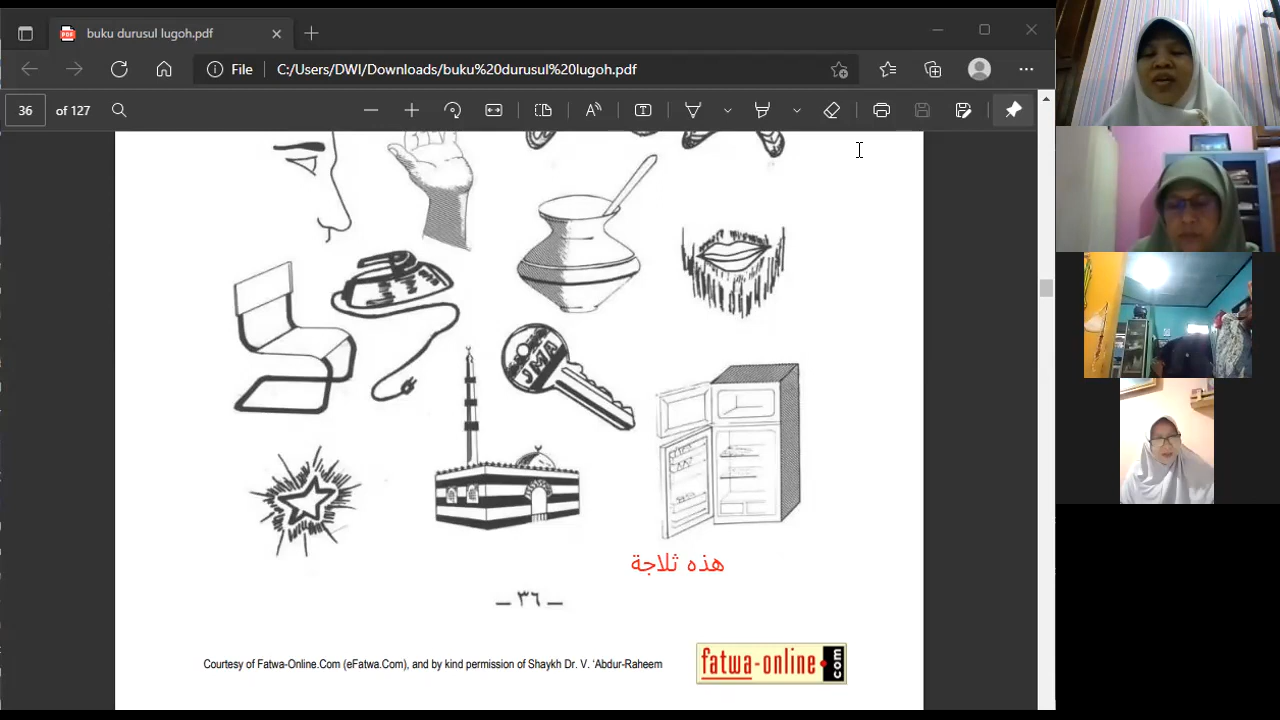 buku durusul lugoh.pdf
File
C:/Users/DWI/Downloads/buku%20durusul%20lugoh.pdf
36 of 127
JMA
هذه ثلاجة
– ٣٦ –
Courtesy of Fatwa-Online.Com (eFatwa.Com), and by kind permission of Shaykh Dr. V. ‘Abdur-Raheem
fatwa-online.com